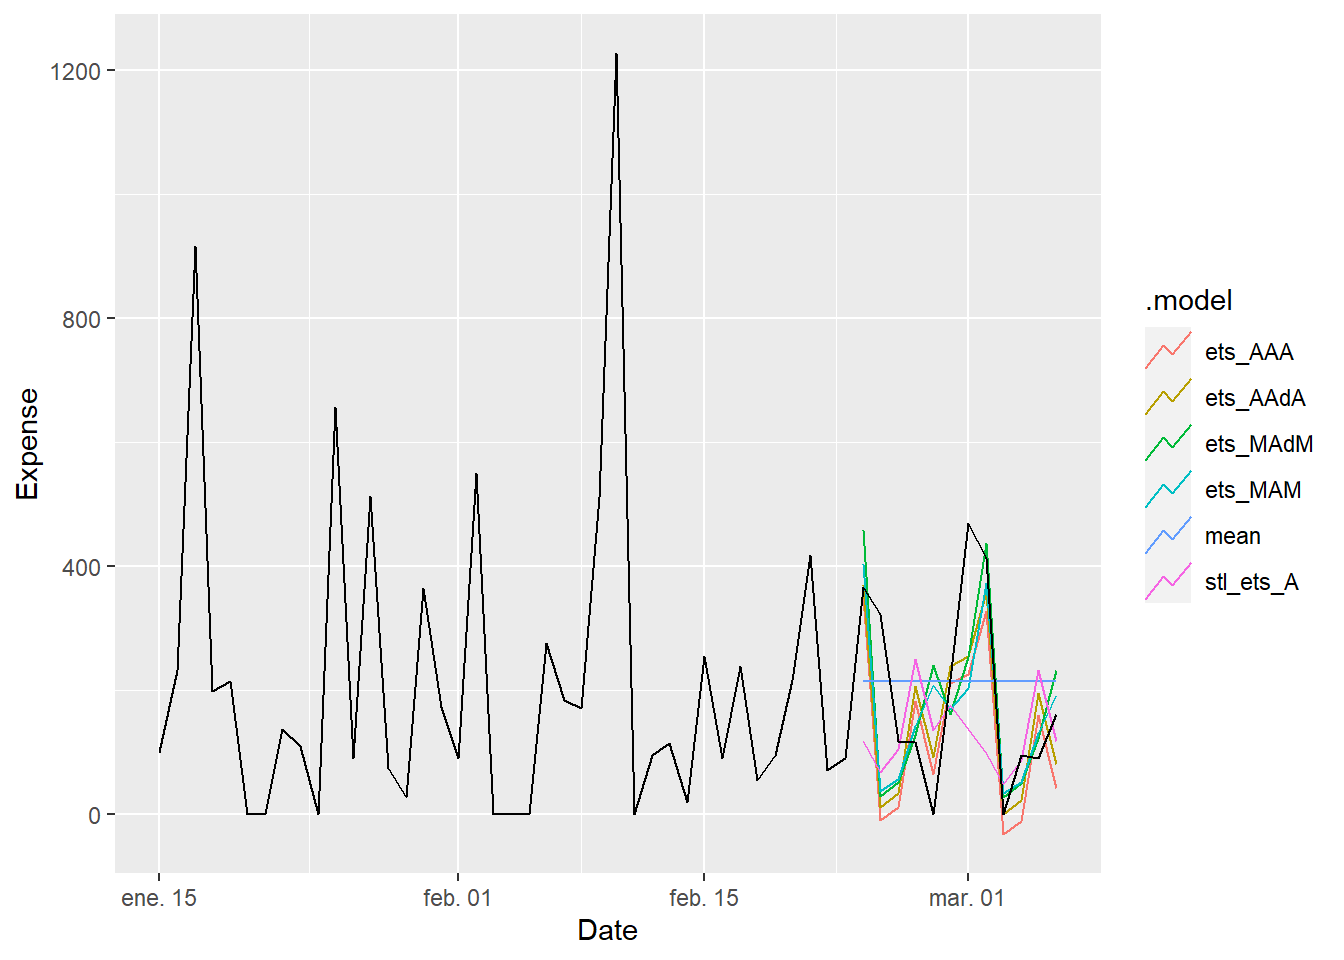 1200
800
400
0
Expense
ene. 15
feb. 01
feb. 15
mar. 01
Date
.model
ets_AAA
ets_AAdA
ets_MAdM
ets_MAM
mean
stl_ets_A